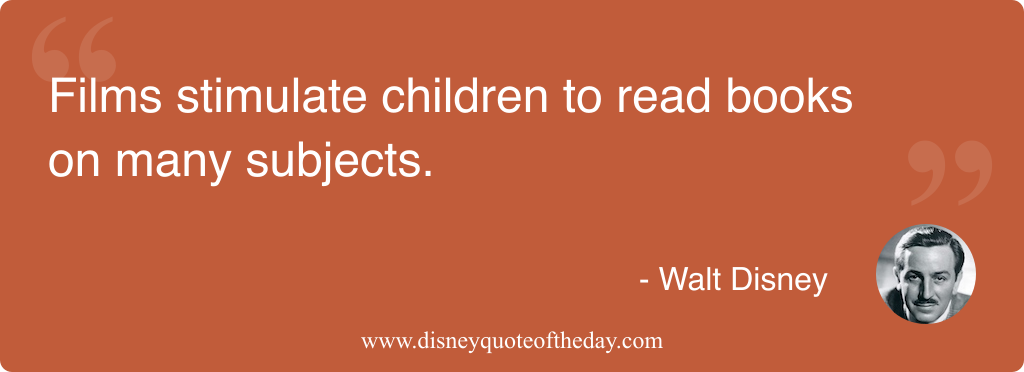 Films stimulate children to read books
on many subjects.
- Walt Disney
www.disneyquoteoftheday.com